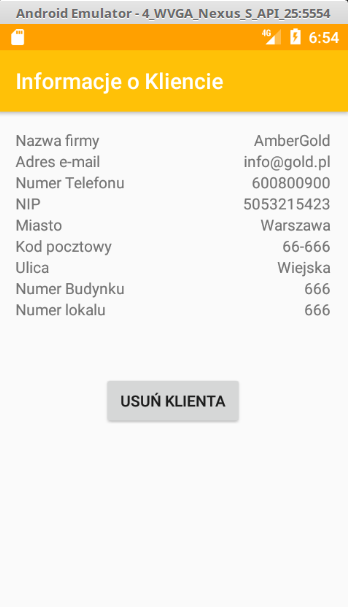 Android Emulator - 4_WVGA_Nexus_S_API_25:5554
4G 6:54
Informacje o Kliencie
Nazwa firmy AmberGold
Adres e-mail info@gold.pl
Numer Telefonu 600800900
NIP 5053215423
Miasto Warszawa
Kod pocztowy 66-666
Ulica Wiejska
Numer Budynku 666
Numer lokalu 666
USUŃ KLIENTA